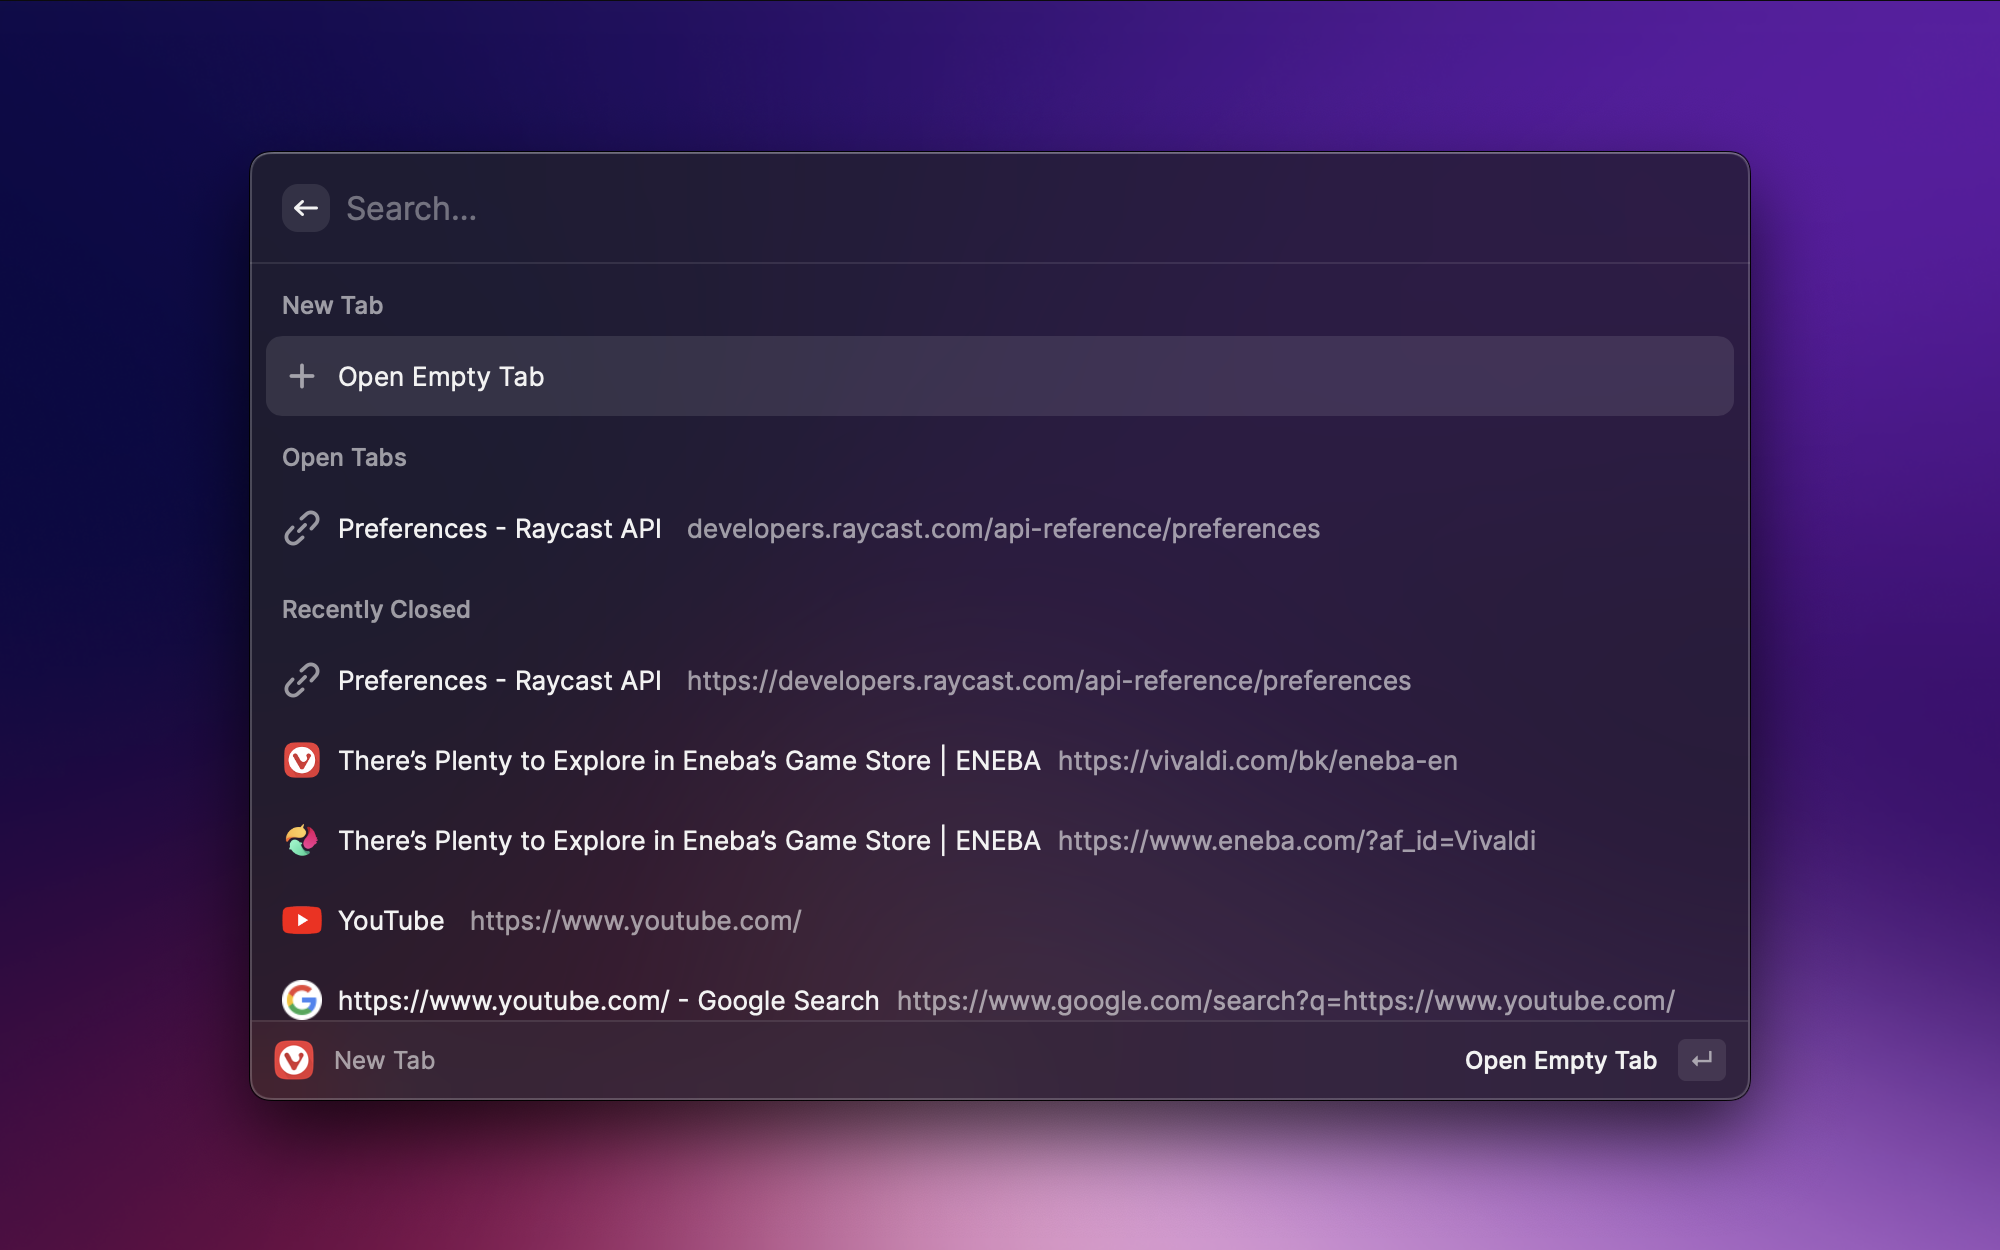 Search...
New Tab
Open Empty Tab
Open Tabs
Preferences - Raycast API developers.raycast.com/api-reference/preferences
Recently Closed
Preferences - Raycast API https://developers.raycast.com/api-reference/preferences
There’s Plenty to Explore in Eneba’s Game Store | ENEBA https://vivaldi.com/bk/eneba-en
There’s Plenty to Explore in Eneba’s Game Store | ENEBA https://www.eneba.com/?af_id=Vivaldi
YouTube https://www.youtube.com/
https://www.youtube.com/ - Google Search https://www.google.com/search?q=https://www.youtube.com/
New Tab Open Empty Tab